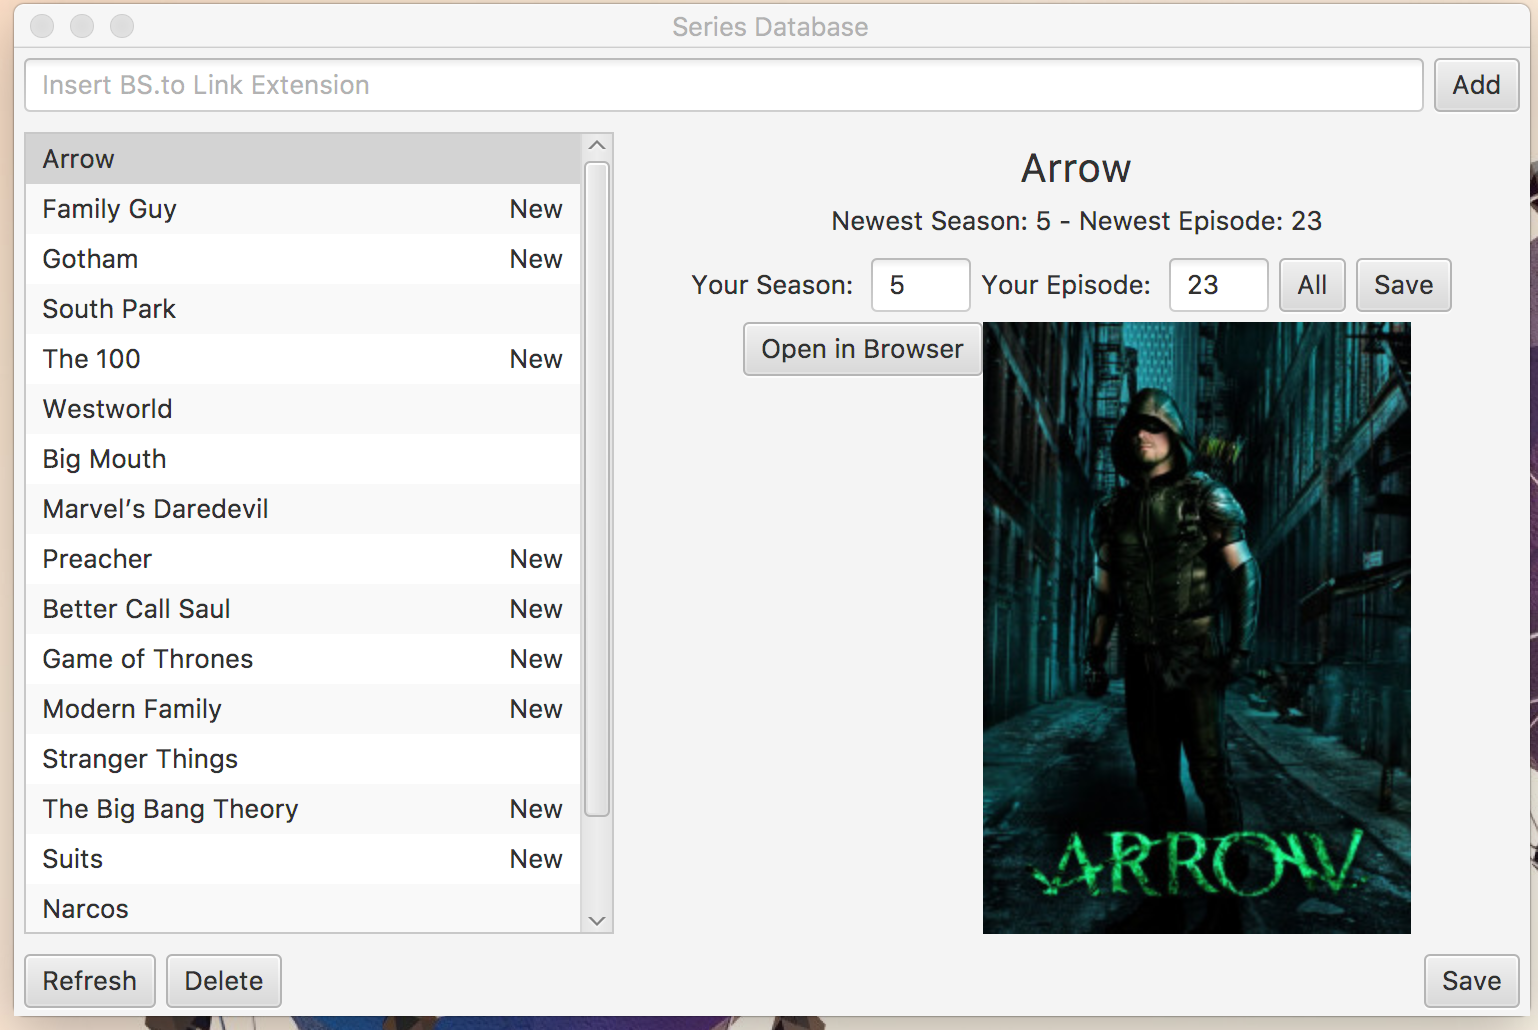 Series Database
Insert BS.to Link Extension
Add
Arrow
Family Guy New
Gotham New
South Park
The 100 New
Westworld
Big Mouth
Marvel’s Daredevil
Preacher New
Better Call Saul New
Game of Thrones New
Modern Family New
Stranger Things
The Big Bang Theory New
Suits New
Narcos
Arrow
Newest Season: 5 - Newest Episode: 23
Your Season: 5 Your Episode: 23 All Save
Open in Browser
ARROW
Refresh Delete Save